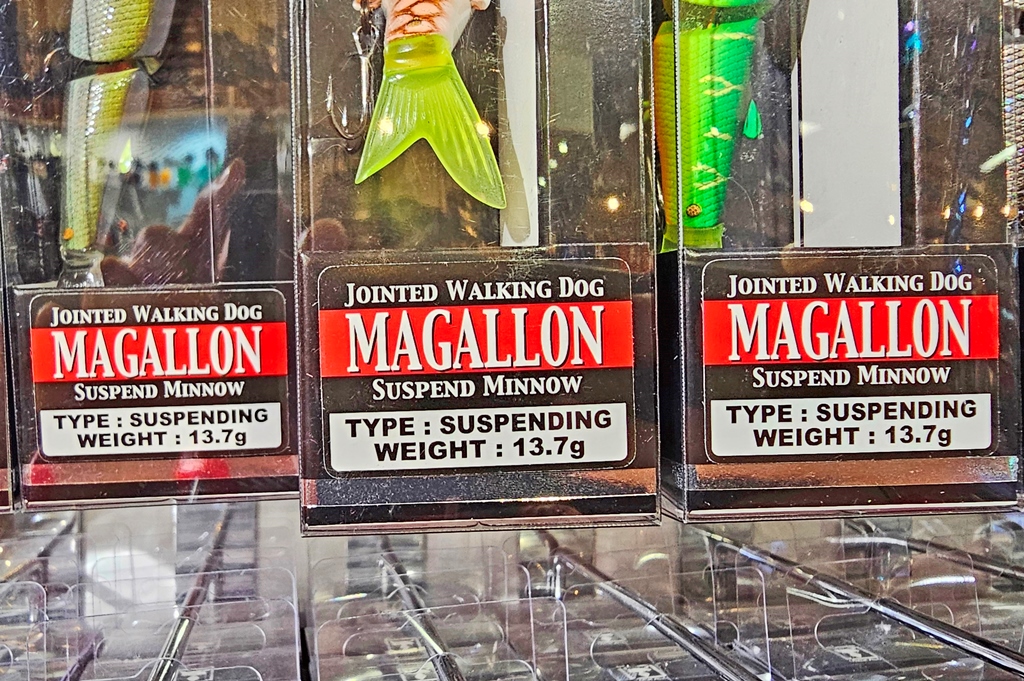 JOINTED WALKING DOG
MAGALLON
SUSPEND MINNOW
TYPE : SUSPENDING
WEIGHT : 13.7g
JOINTED WALKING DOG
MAGALLON
SUSPEND MINNOW
TYPE : SUSPENDING
WEIGHT : 13.7g
JOINTED WALKING DOG
MAGALLON
SUSPEND MINNOW
TYPE : SUSPENDING
WEIGHT : 13.7g